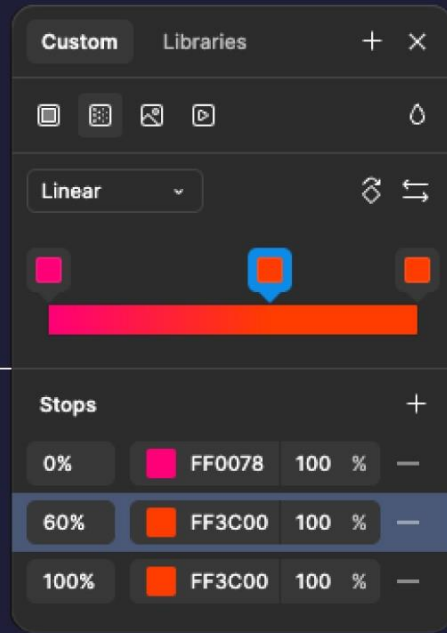 Custom Libraries
Linear
Stops
0% FF0078 100 %
60% FF3C00 100 %
100% FF3C00 100 %